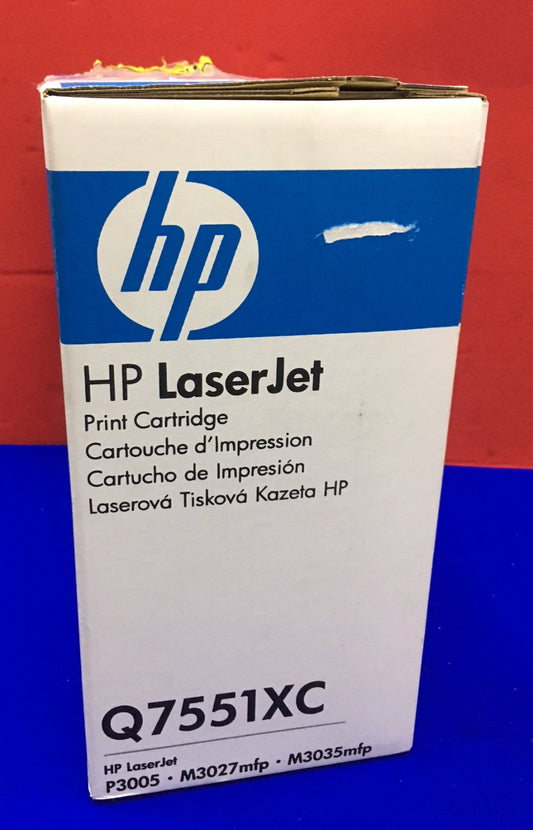 hp
HP LaserJet
Print Cartridge
Cartouche d'Impression
Cartucho de Impresión
Laserová Tisková Kazeta HP
Q7551XC
HP LaserJet
P3005 · M3027mfp · M3035mfp